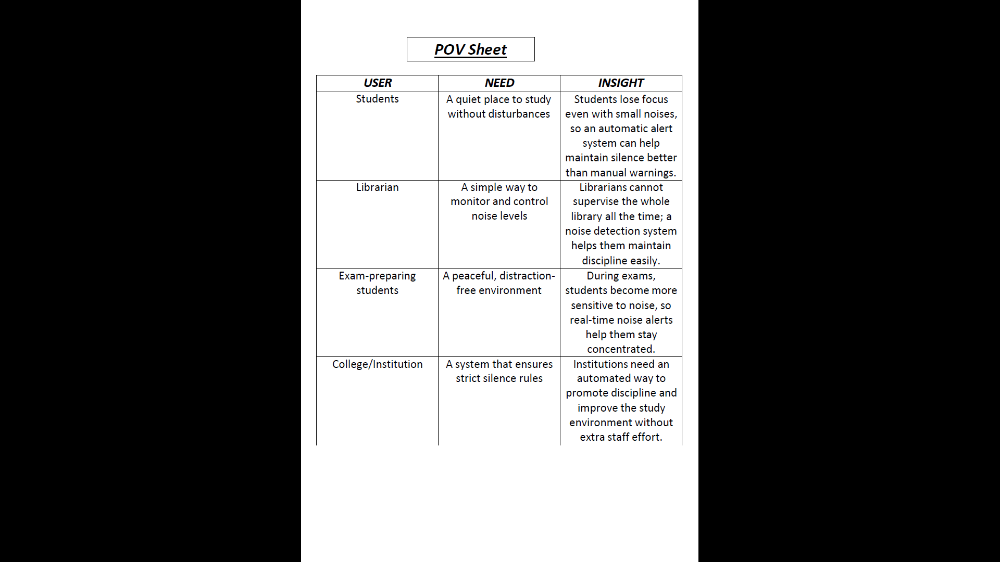 POV Sheet
USER NEED INSIGHT
Students
A quiet place to study
without disturbances
Students lose focus
even with small noises,
so an automatic alert
system can help
maintain silence better
than manual warnings.
Librarian
A simple way to
monitor and control
noise levels
Librarians cannot
supervise the whole
library all the time; a
noise detection system
helps them maintain
discipline easily.
Exam-preparing
students
A peaceful, distraction-
free environment
During exams,
students become more
sensitive to noise, so
real-time noise alerts
help them stay
concentrated.
College/Institution
A system that ensures
strict silence rules
Institutions need an
automated way to
promote discipline and
improve the study
environment without
extra staff effort.